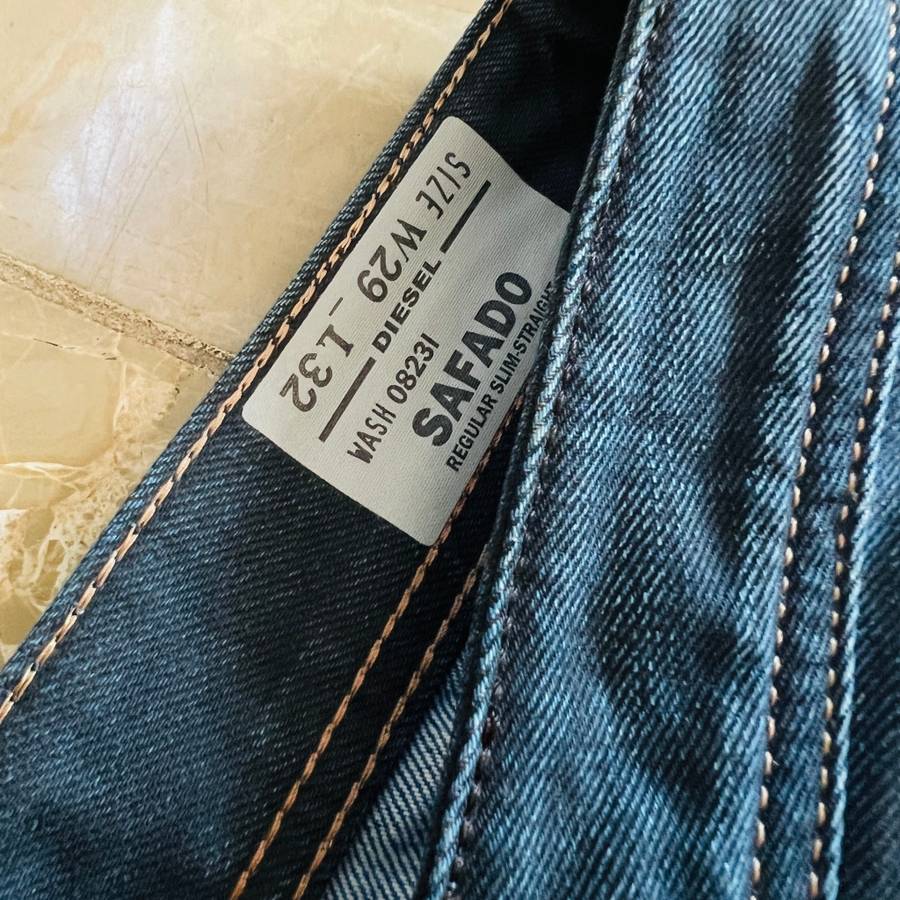 SIZE W29 - L32
DIESEL
WASH 0823I
SAFADO
REGULAR SLIM-STRAIGHT